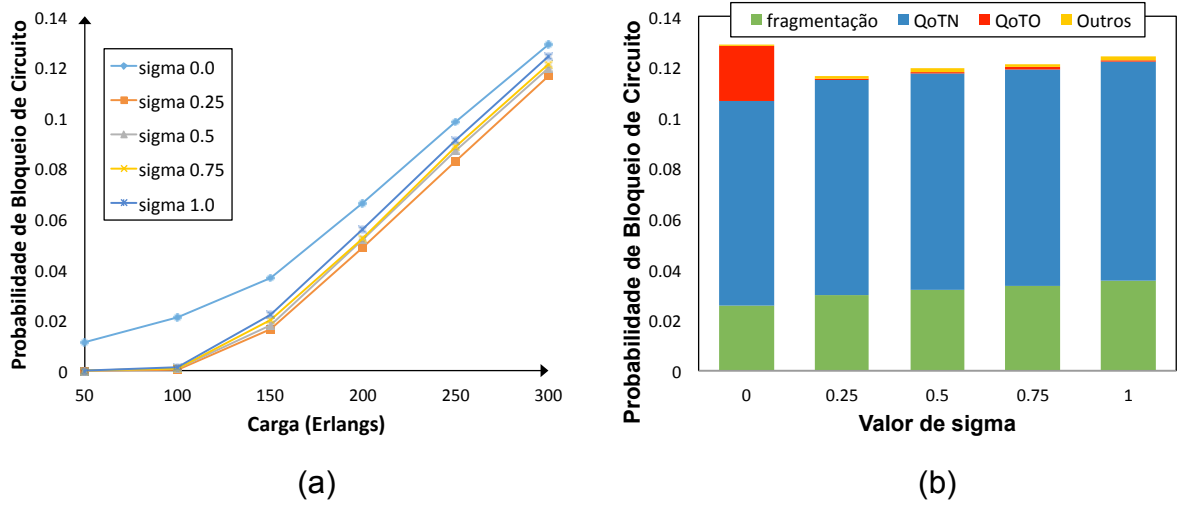 Probabilidade de Bloqueio de Circuito
0.14
0.12
0.1
0.08
0.06
0.04
0.02
0
sigma 0.0
sigma 0.25
sigma 0.5
sigma 0.75
sigma 1.0
50 100 150 200 250 300
Carga (Erlangs)
(a)
Probabilidade de Bloqueio de Circuito
0.14
0.12
0.1
0.08
0.06
0.04
0.02
0
fragmentação QoTN QoTO Outros
0 0.25 0.5 0.75 1
Valor de sigma
(b)